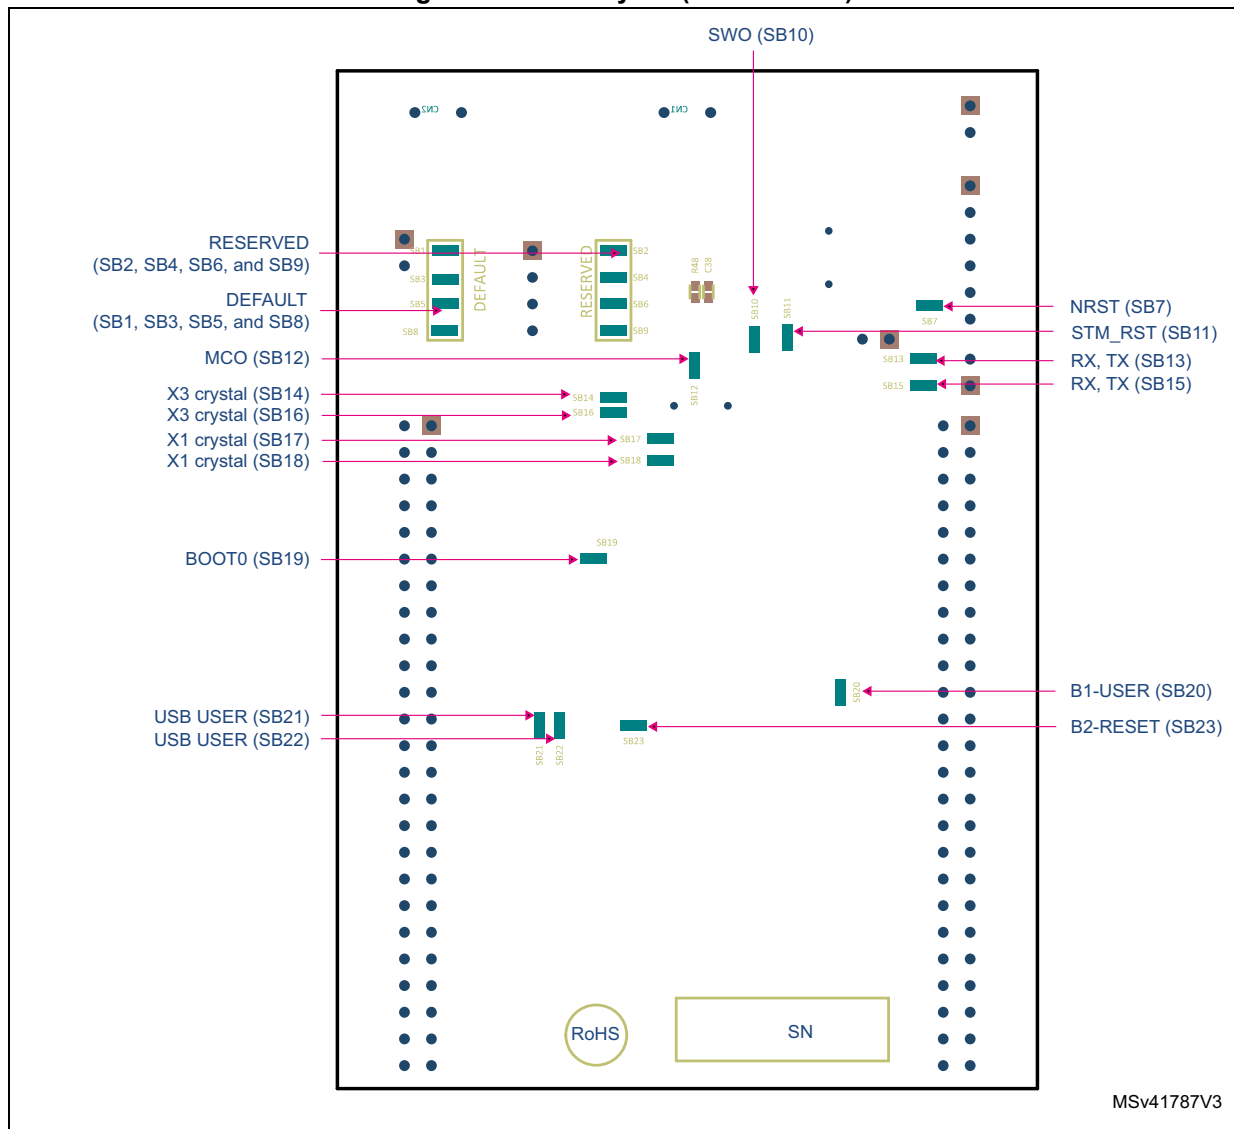 SWO (SB10)
CN2
CN1
RESERVED
(SB2, SB4, SB6, and SB9)
DEFAULT
(SB1, SB3, SB5, and SB8)
MCO (SB12)
X3 crystal (SB14)
X3 crystal (SB16)
X1 crystal (SB17)
X1 crystal (SB18)
BOOT0 (SB19)
USB USER (SB21)
USB USER (SB22)
SB1
SB3
SB5
SB8
DEFAULT
RESERVED
SB2
SB4
SB6
SB9
R48
C38
SB10
SB11
SB12
SB7
SB13
SB15
SB14
SB16
SB17
SB18
SB19
SB20
SB21
SB22
SB23
NRST (SB7)
STM_RST (SB11)
RX, TX (SB13)
RX, TX (SB15)
B1-USER (SB20)
B2-RESET (SB23)
RoHS
SN
MSv41787V3